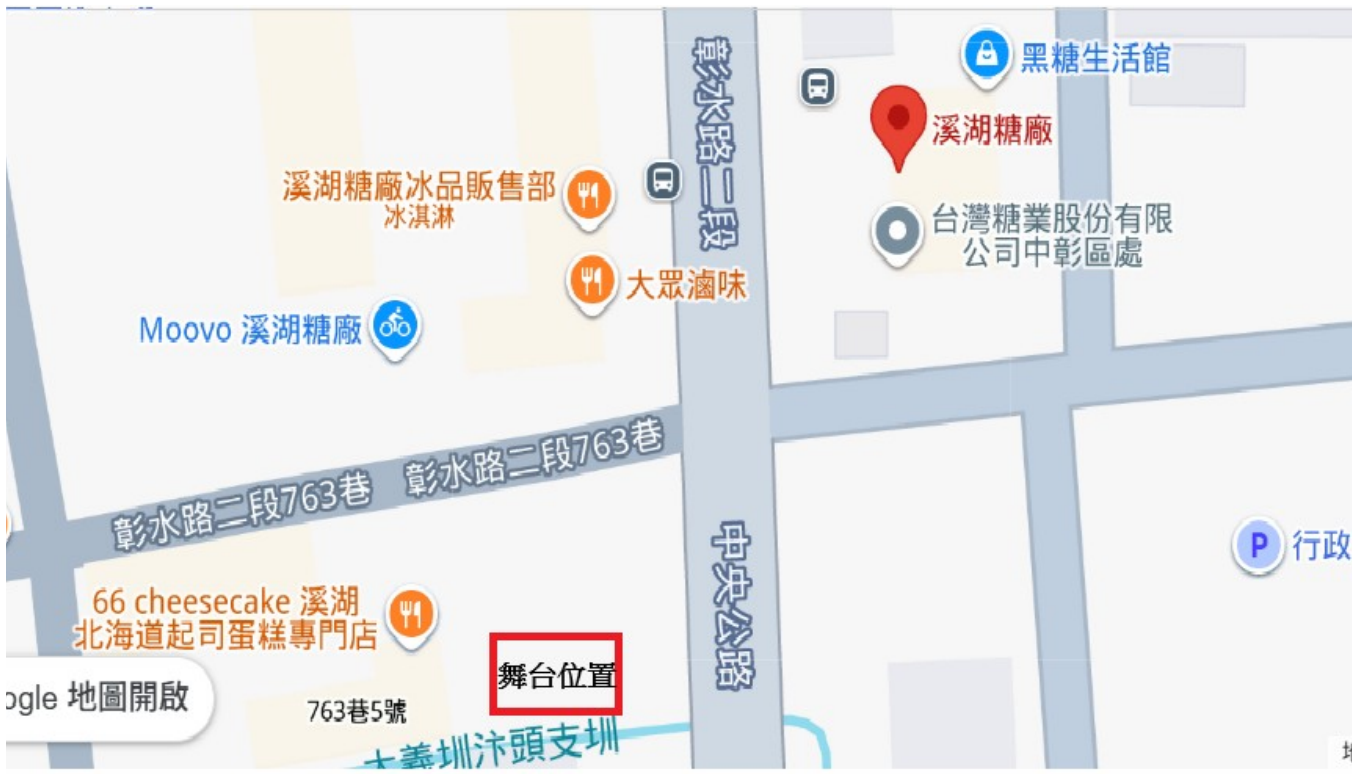 黑糖生活館
彰水路二段
溪湖糖廠
溪湖糖廠冰品販售部
冰淇淋
台灣糖業股份有限
公司中彰區處
大眾滷味
Moovo 溪湖糖廠
彰水路二段763巷
彰水路二段763巷
中央公路
P 行政
66 cheesecake 溪湖
北海道起司蛋糕專門店
舞台位置
ogle 地圖開啟
763巷5號
大義圳汴頭支圳